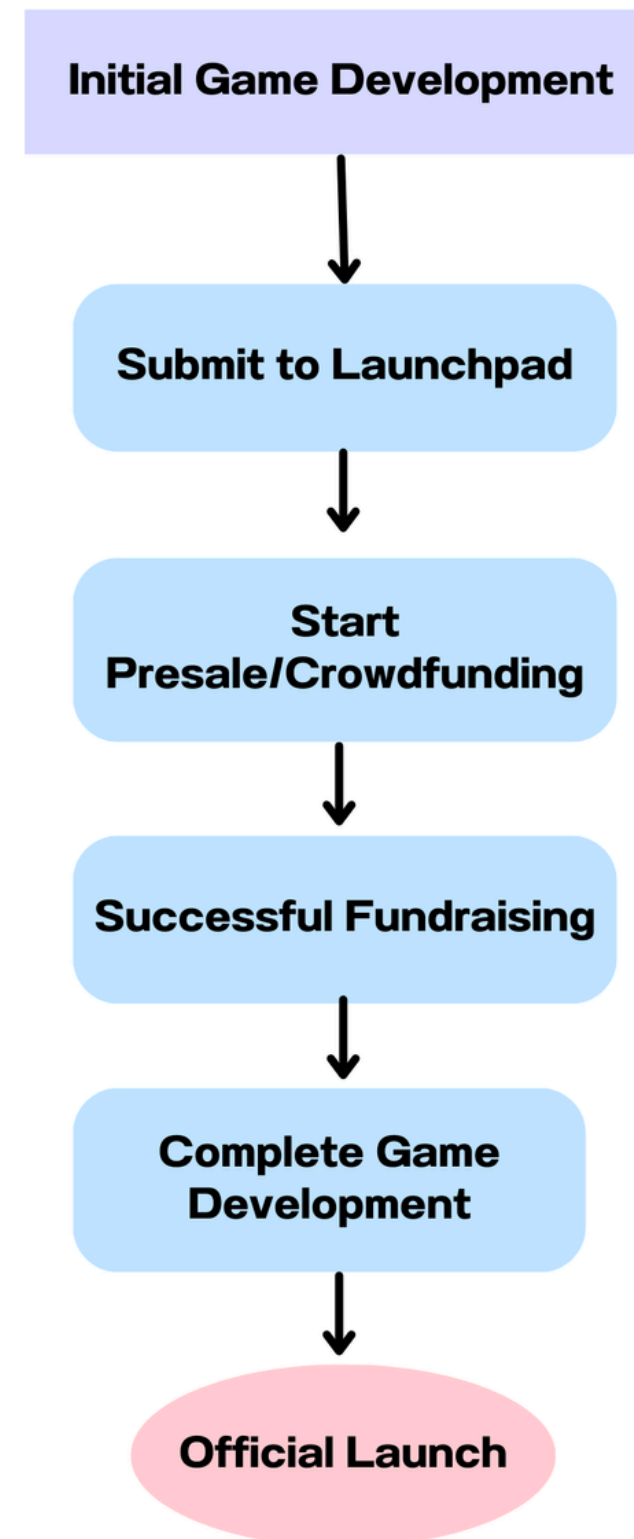 Initial Game Development
Submit to Launchpad
Start
Presale/Crowdfunding
Successful Fundraising
Complete Game
Development
Official Launch